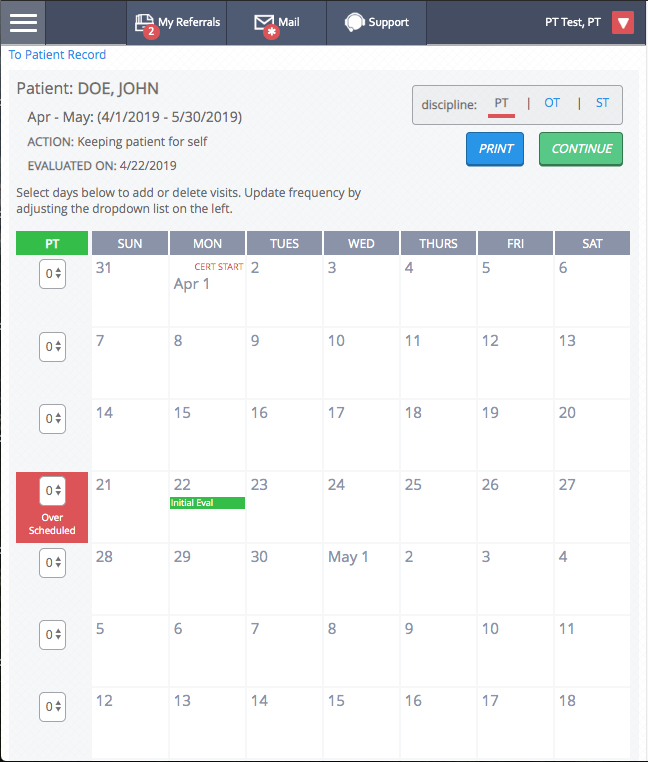 My Referrals 2 Mail * Support PT Test, PT
To Patient Record
Patient: DOE, JOHN
Apr - May: (4/1/2019 - 5/30/2019)
ACTION: Keeping patient for self
EVALUATED ON: 4/22/2019
discipline: PT | OT | ST
PRINT CONTINUE
Select days below to add or delete visits. Update frequency by
adjusting the dropdown list on the left.
PT SUN MON TUES WED THURS FRI SAT
0 31 CERT START Apr 1 2 3 4 5 6
0 7 8 9 10 11 12 13
0 14 15 16 17 18 19 20
0 21 22 23 24 25 26 27
Initial Eval
Over
Scheduled
0 28 29 30 May 1 2 3 4
0 5 6 7 8 9 10 11
0 12 13 14 15 16 17 18